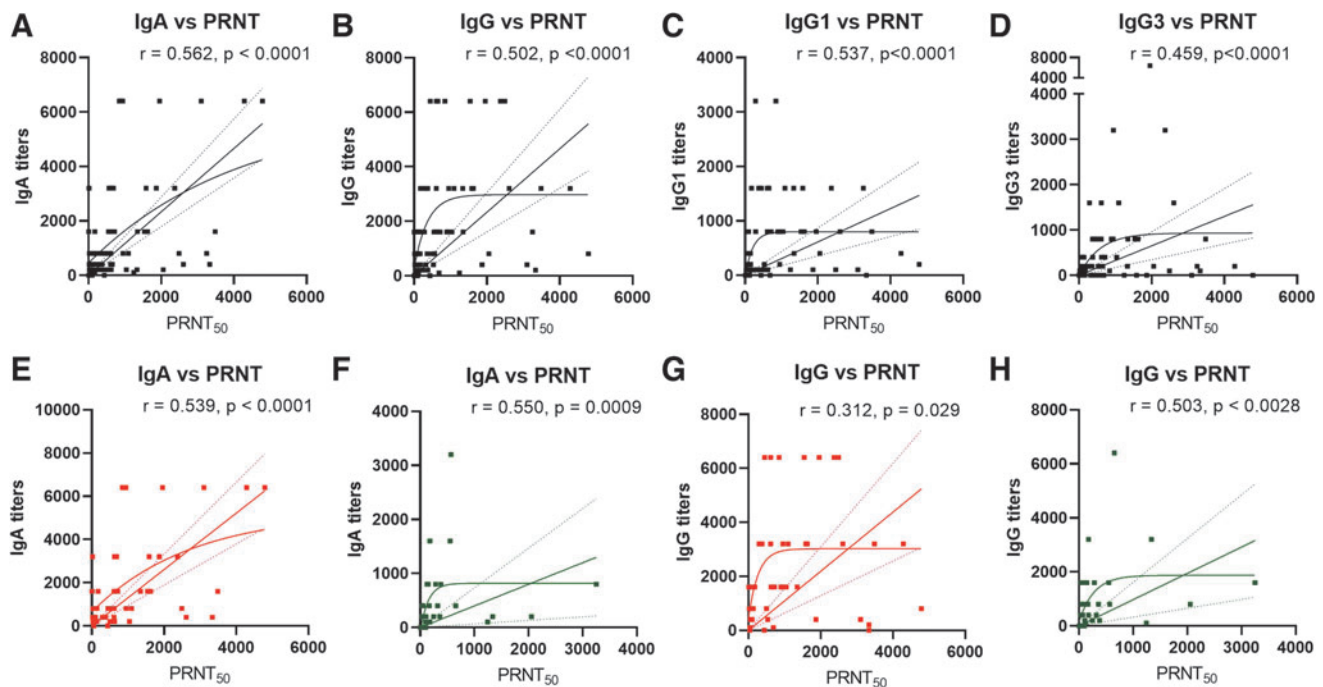 A
IgA vs PRNT
r = 0.562, p < 0.0001
8000
6000
4000
2000
0
IgA titers
0 2000 4000 6000
PRNT50
B
IgG vs PRNT
r = 0.502, p <0.0001
8000
6000
4000
2000
0
IgG titers
0 2000 4000 6000
PRNT50
C
IgG1 vs PRNT
r = 0.537, p<0.0001
4000
3000
2000
1000
0
IgG1 titers
0 2000 4000 6000
PRNT50
D
IgG3 vs PRNT
r = 0.459, p<0.0001
8000
6000
4000
4000
3000
2000
1000
0
IgG3 titers
0 2000 4000 6000
PRNT50
E
IgA vs PRNT
r = 0.539, p < 0.0001
10000
8000
6000
4000
2000
0
IgA titers
0 2000 4000 6000
PRNT50
F
IgA vs PRNT
r = 0.550, p = 0.0009
4000
3000
2000
1000
0
IgA titers
0 1000 2000 3000 4000
PRNT50
G
IgG vs PRNT
r = 0.312, p = 0.029
8000
6000
4000
2000
0
IgG titers
0 2000 4000 6000
PRNT50
H
IgG vs PRNT
r = 0.503, p < 0.0028
8000
6000
4000
2000
0
IgG titers
0 1000 2000 3000 4000
PRNT50